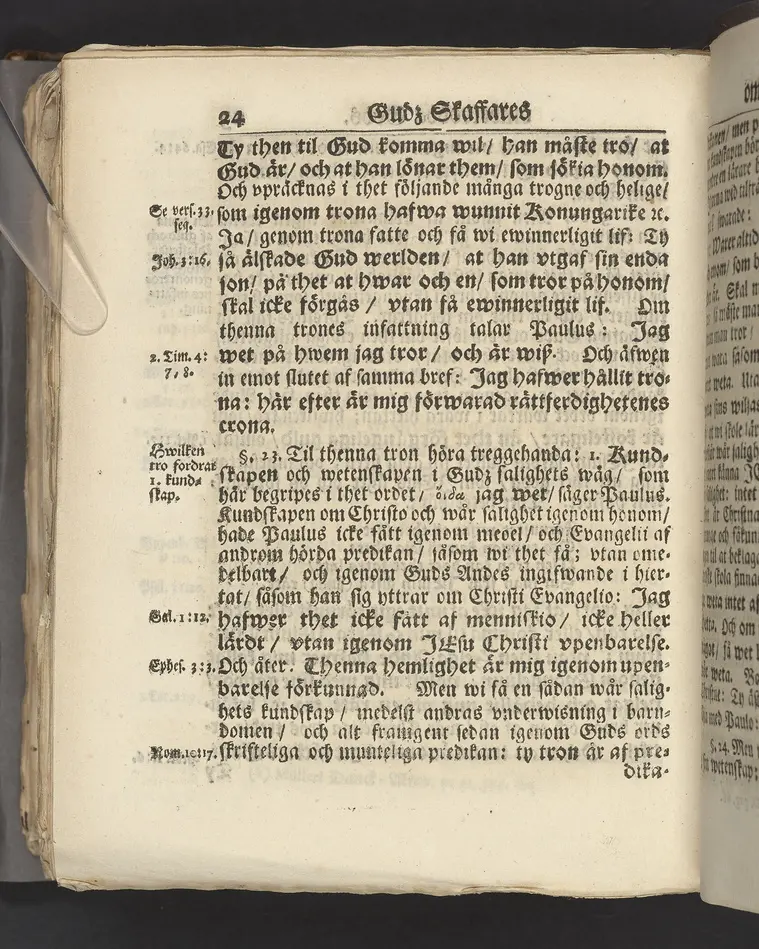 24 Gudz Skaffares
Ty then til Gud komma wil/ han måste tro/ at
Gud är/ och at han lönar them/ som sökia honom.
Och vpräcknas i thet följande många trogne och helige/
Se vers. 33. seq.
som igenom trona hafwa wunnit Konungarike ꝛc.
Ja/ genom trona fatte och få wi ewinnerligit lif: Ty
Joh. 3:16.
så älskade Gud werlden/ at han vtgaf sin enda
son/ på thet at hwar och en/ som tror på honom/
skal icke förgås / vtan få ewinnerligit lif. Om
thenna trones infattning talar Paulus: Jag
2. Tim. 4: 7, 8.
wet på hwem jag tror/ och är wiß. Och äfwen
in emot slutet af samma bref: Jag hafwer hållit tro-
na: här efter är mig förwarad rättferdighetenes
crona.
Hwilken
tro fordrar
1. kund-
skap.
§. 23. Til thenna tron höra treggehanda: 1. Kund-
skapen och wetenskapen i Gudz salighets wäg/ som
här begripes i thet ordet/ οἶδα jag wet/ säger Paulus.
Kundskapen om Christo och wår salighet igenom honom/
hade Paulus icke fått igenom medel/ och Evangelii af
androm hörda predikan/ såsom wi thet få; vtan ome-
delbart/ och igenom Guds Andes ingifwande i hier-
tat/ såsom han sig yttrar om Christi Evangelio: Jag
Gal. 1:12.
hafwer thet icke fått af menniskio/ icke heller
lärdt/ vtan igenom JEsu Christi vpenbarelse.
Ephes. 3:3.
Och åter. Thenna hemlighet är mig igenom upen-
barelse förkunnad. Men wi få en sådan wår salig-
hets kundskap/ medelst andras vnderwisning i barn-
domen/ och alt framgent sedan igenom Guds ords
Rom. 10:17.
skrifteliga och munteliga predikan: ty tron är af pre-
dika-